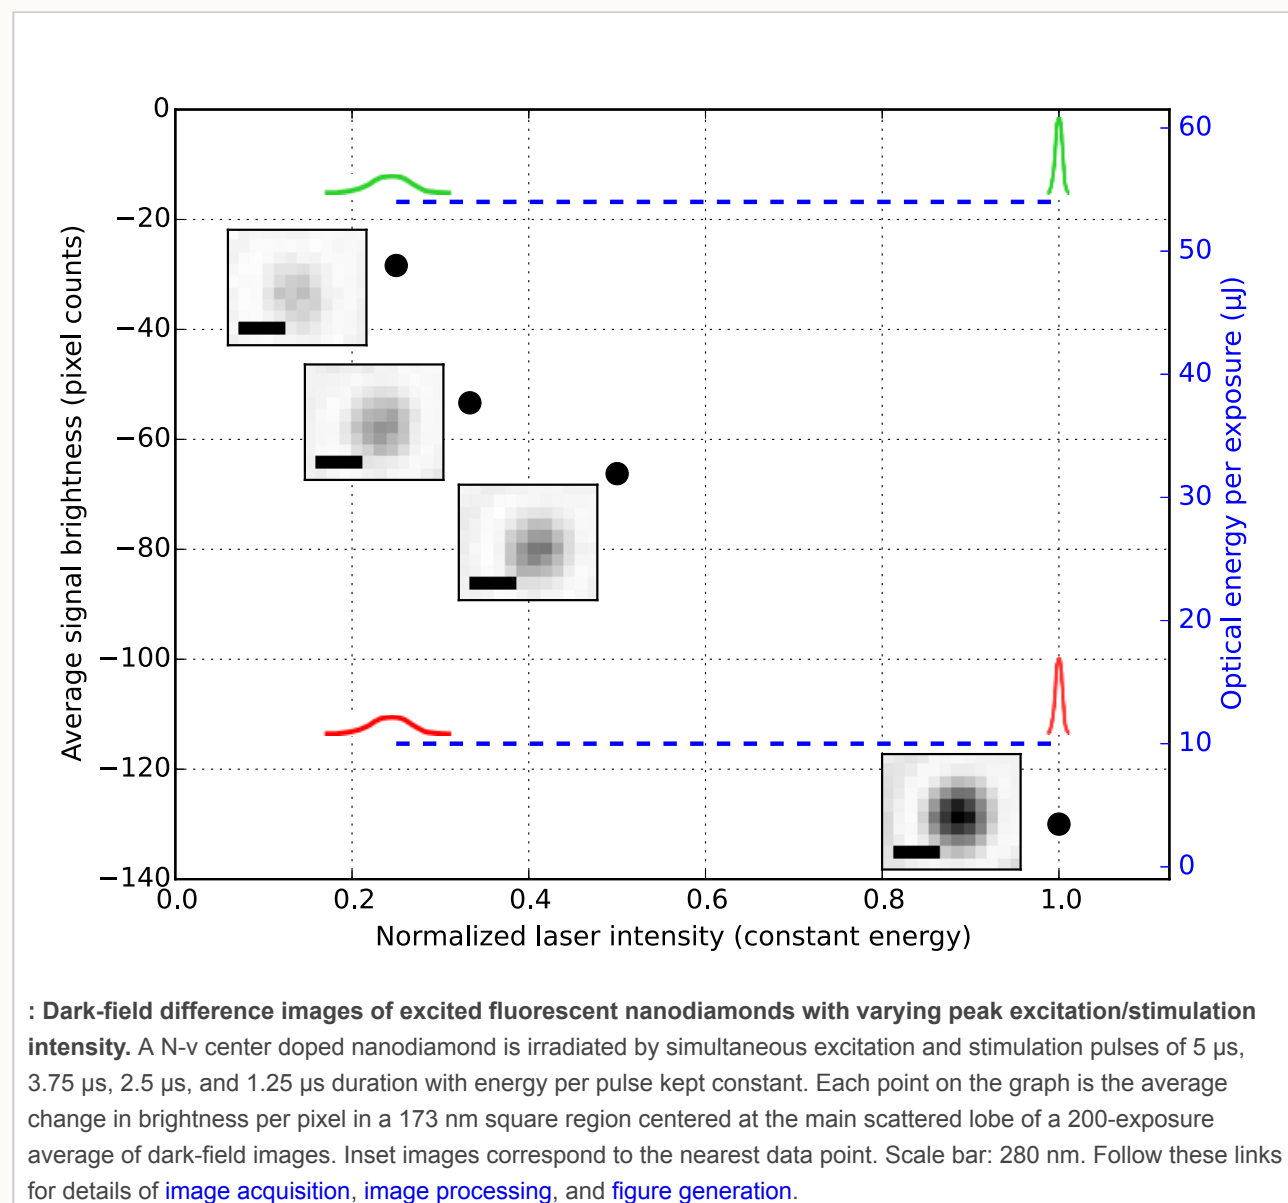 0
−20
−40
−60
−80
−100
−120
−140
Average signal brightness (pixel counts)
0.0
0.2
0.4
0.6
0.8
1.0
Normalized laser intensity (constant energy)
60
50
40
30
20
10
0
Optical energy per exposure (µJ)
: Dark-field difference images of excited fluorescent nanodiamonds with varying peak excitation/stimulation
intensity. A N-v center doped nanodiamond is irradiated by simultaneous excitation and stimulation pulses of 5 µs,
3.75 µs, 2.5 µs, and 1.25 µs duration with energy per pulse kept constant. Each point on the graph is the average
change in brightness per pixel in a 173 nm square region centered at the main scattered lobe of a 200-exposure
average of dark-field images. Inset images correspond to the nearest data point. Scale bar: 280 nm. Follow these links
for details of image acquisition, image processing, and figure generation.